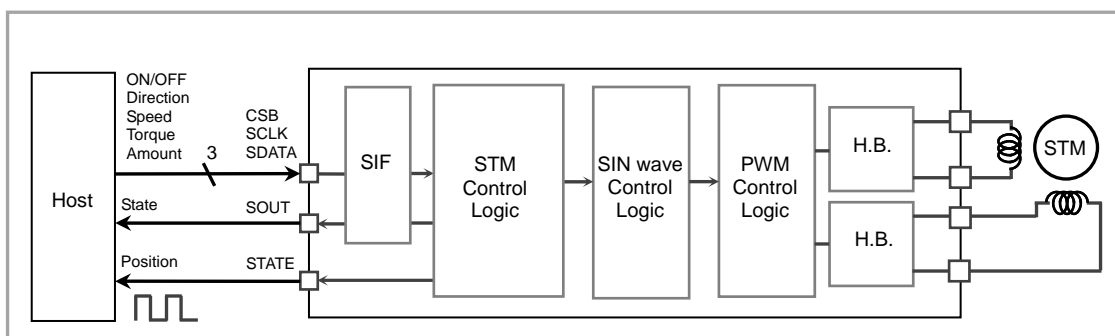 Host
ON/OFF
Direction
Speed
Torque
Amount
3
CSB
SCLK
SDATA
State
SOUT
Position
STATE
SIF
STM
Control
Logic
SIN wave
Control
Logic
PWM
Control
Logic
H.B.
H.B.
STM